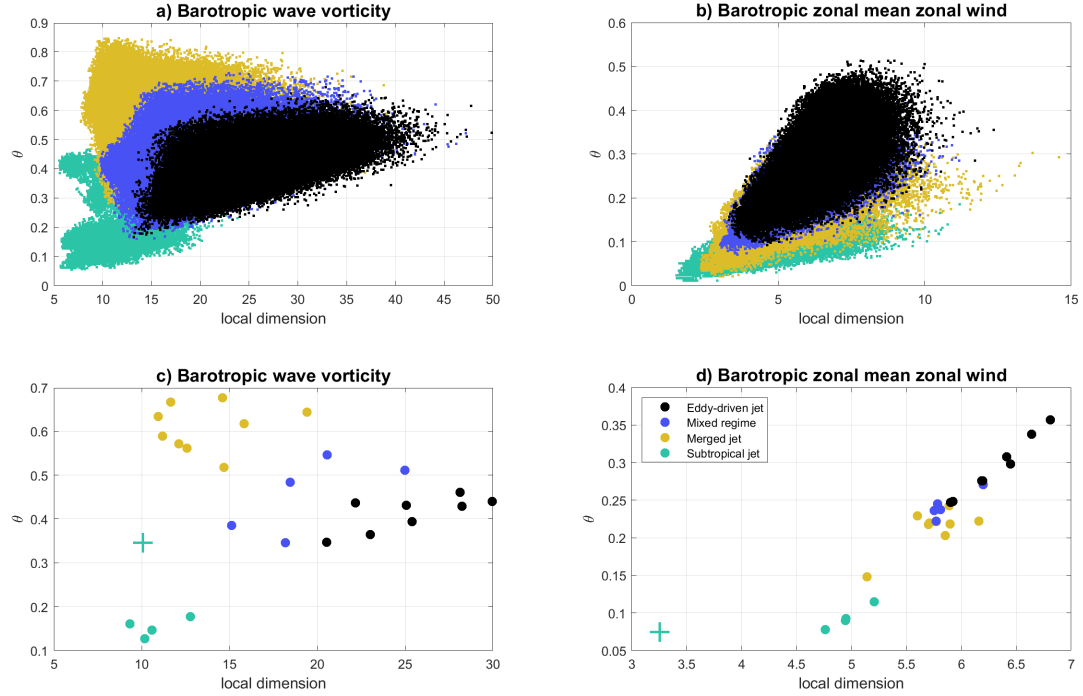 a) Barotropic wave vorticity
0.9
0.8
0.7
0.6
0.5
0.4
0.3
0.2
0.1
0
θ
5 10 15 20 25 30 35 40 45 50
local dimension
b) Barotropic zonal mean zonal wind
0.6
0.5
0.4
0.3
0.2
0.1
0
θ
0 5 10 15
local dimension
c) Barotropic wave vorticity
0.7
0.6
0.5
0.4
0.3
0.2
0.1
θ
5 10 15 20 25 30
local dimension
d) Barotropic zonal mean zonal wind
0.4
0.35
0.3
0.25
0.2
0.15
0.1
0.05
θ
3 3.5 4 4.5 5 5.5 6 6.5 7
local dimension
Eddy-driven jet
Mixed regime
Merged jet
Subtropical jet